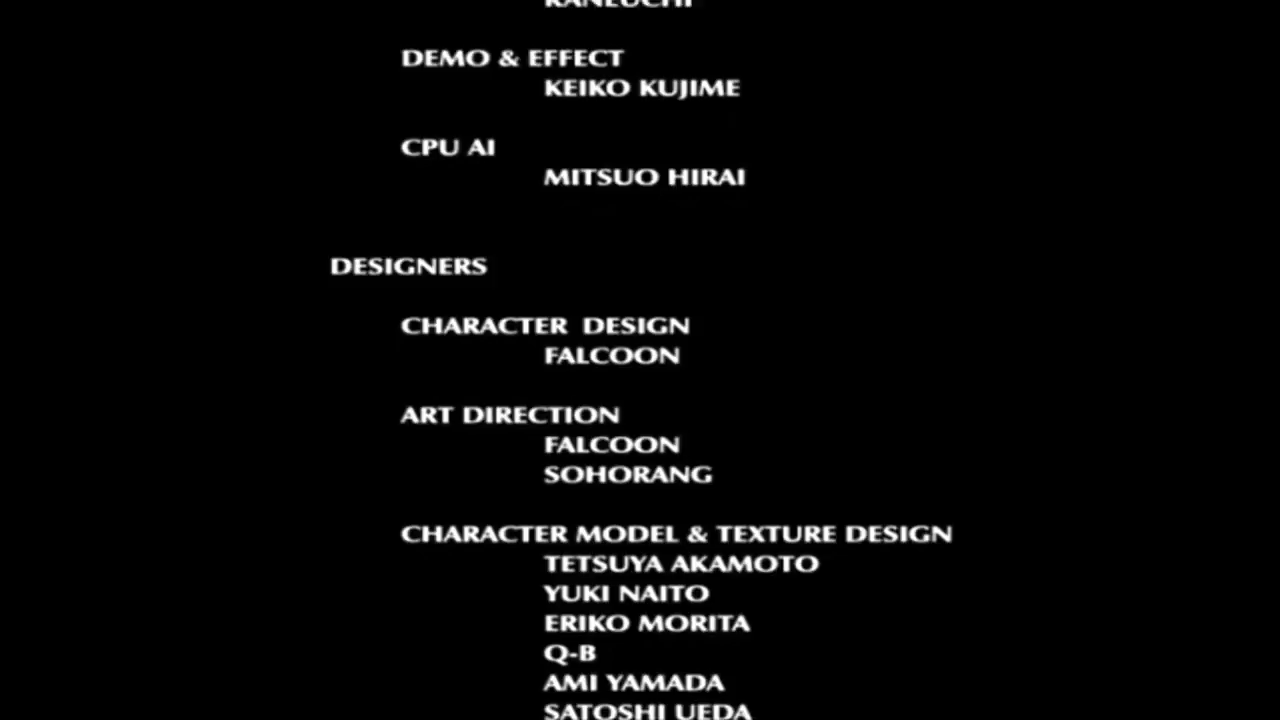 KANEUCHI
DEMO & EFFECT
KEIKO KUJIME
CPU AI
MITSUO HIRAI
DESIGNERS
CHARACTER DESIGN
FALCOON
ART DIRECTION
FALCOON
SOHORANG
CHARACTER MODEL & TEXTURE DESIGN
TETSUYA AKAMOTO
YUKI NAITO
ERIKO MORITA
Q-B
AMI YAMADA
SATOSHI UEDA